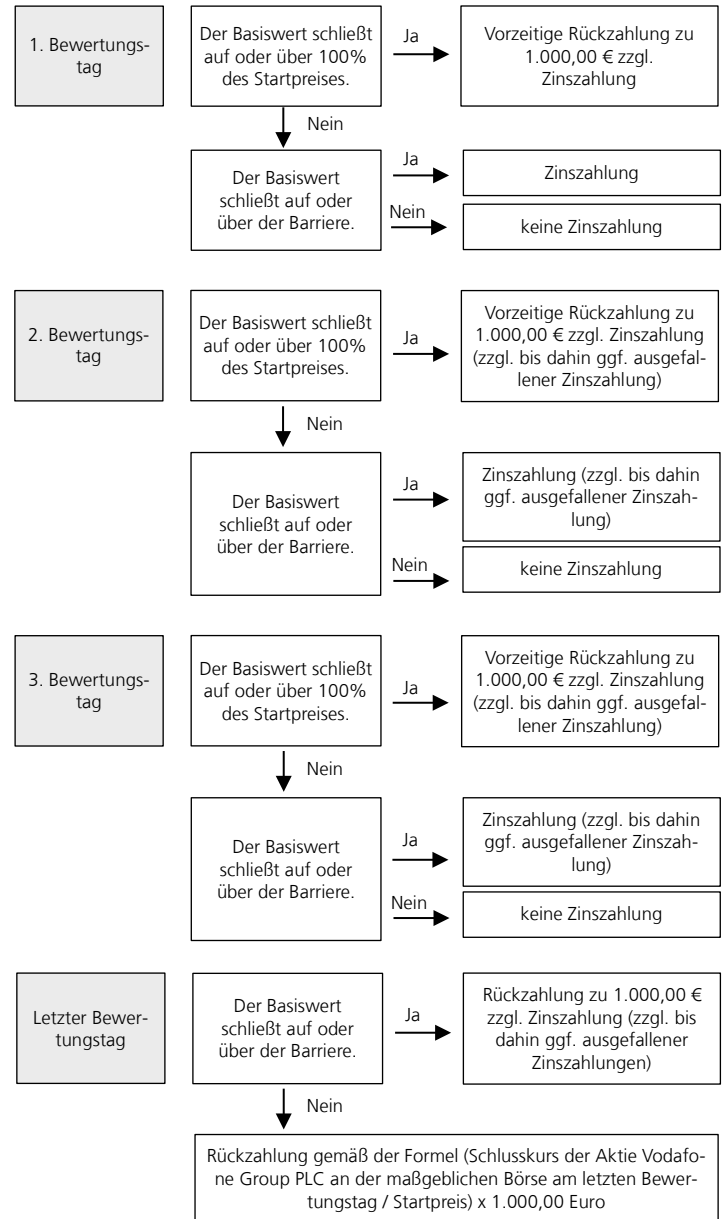 1. Bewertungs-
tag
Der Basiswert schließt
auf oder über 100%
des Startpreises.
Ja
Vorzeitige Rückzahlung zu
1.000,00 € zzgl.
Zinszahlung
Nein
Der Basiswert
schließt auf oder
über der Barriere.
Ja
Zinszahlung
Nein
keine Zinszahlung
2. Bewertungs-
tag
Der Basiswert schließt
auf oder über 100%
des Startpreises.
Ja
Vorzeitige Rückzahlung zu
1.000,00 € zzgl. Zinszahlung
(zzgl. bis dahin ggf. ausgefal-
lener Zinszahlung)
Nein
Der Basiswert
schließt auf oder
über der Barriere.
Ja
Zinszahlung (zzgl. bis dahin
ggf. ausgefallener Zinszah-
lung)
Nein
keine Zinszahlung
3. Bewertungs-
tag
Der Basiswert schließt
auf oder über 100%
des Startpreises.
Ja
Vorzeitige Rückzahlung zu
1.000,00 € zzgl. Zinszahlung
(zzgl. bis dahin ggf. ausgefal-
lener Zinszahlung)
Nein
Der Basiswert
schließt auf oder
über der Barriere.
Ja
Zinszahlung (zzgl. bis dahin
ggf. ausgefallener Zinszah-
lung)
Nein
keine Zinszahlung
Letzter Bewer-
tungstag
Der Basiswert
schließt auf oder
über der Barriere.
Ja
Rückzahlung zu 1.000,00 €
zzgl. Zinszahlung (zzgl. bis
dahin ggf. ausgefallener
Zinszahlungen)
Nein
Rückzahlung gemäß der Formel (Schlusskurs der Aktie Vodafo-
ne Group PLC an der maßgeblichen Börse am letzten Bewer-
tungstag / Startpreis) x 1.000,00 Euro